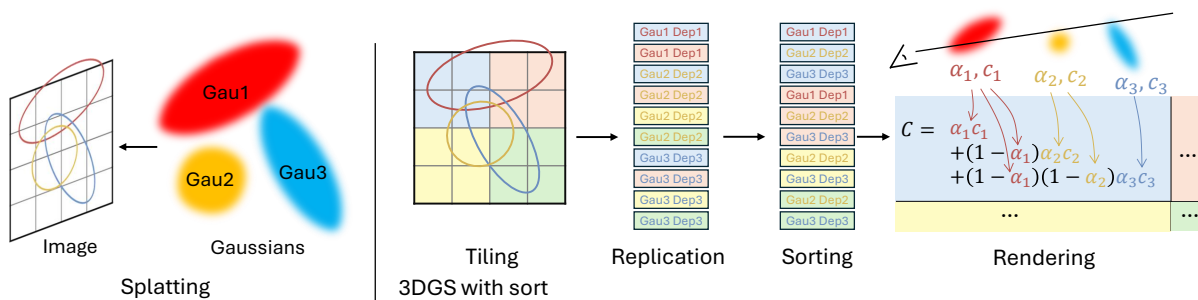 Gau1
Gau2
Gau3
Image
Gaussians
Splatting
Tiling
3DGS with sort
Gau1 Dep1
Gau1 Dep1
Gau2 Dep2
Gau2 Dep2
Gau2 Dep2
Gau2 Dep2
Gau3 Dep3
Gau3 Dep3
Gau3 Dep3
Gau3 Dep3
Replication
Gau1 Dep1
Gau2 Dep2
Gau3 Dep3
Gau1 Dep1
Gau2 Dep2
Gau3 Dep3
Gau2 Dep2
Gau3 Dep3
Gau2 Dep2
Gau3 Dep3
Sorting
α₁, c₁ α₂, c₂ α₃, c₃
C = α₁c₁
+(1−α₁)α₂c₂
+(1−α₁)(1−α₂)α₃c₃
...
...
...
Rendering